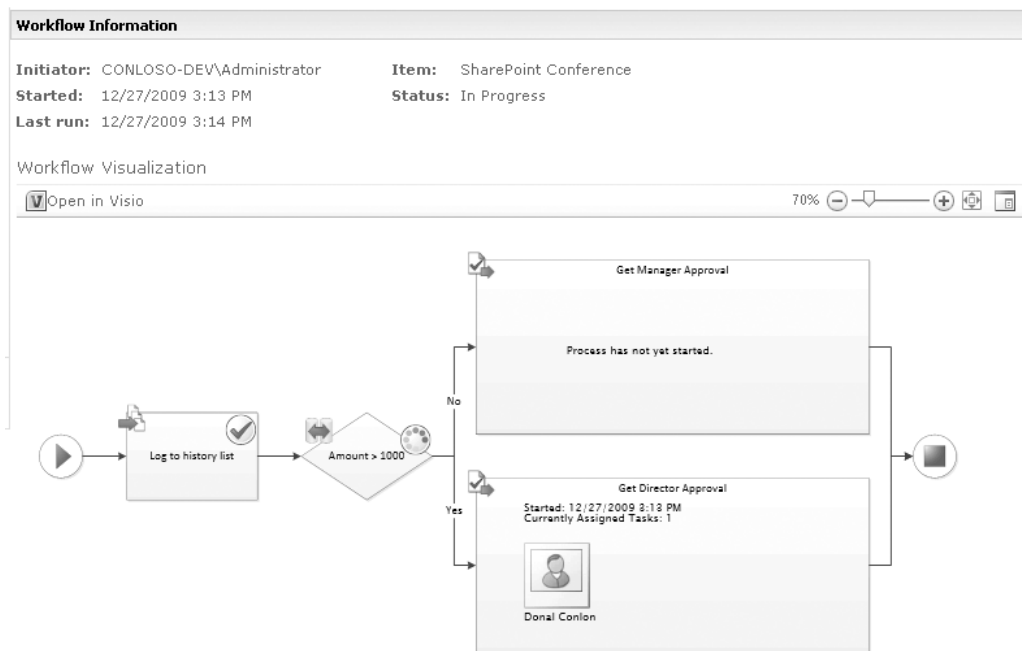 Workflow Information
Initiator: CONLOSO-DEV\Administrator Item: SharePoint Conference
Started: 12/27/2009 3:13 PM Status: In Progress
Last run: 12/27/2009 3:14 PM
Workflow Visualization
V Open in Visio 70%
Get Manager Approval
Process has not yet started.
No
Log to history list
Amount > 1000
Yes
Get Director Approval
Started: 12/27/2009 3:13 PM
Currently Assigned Tasks: 1
Donal Conlon